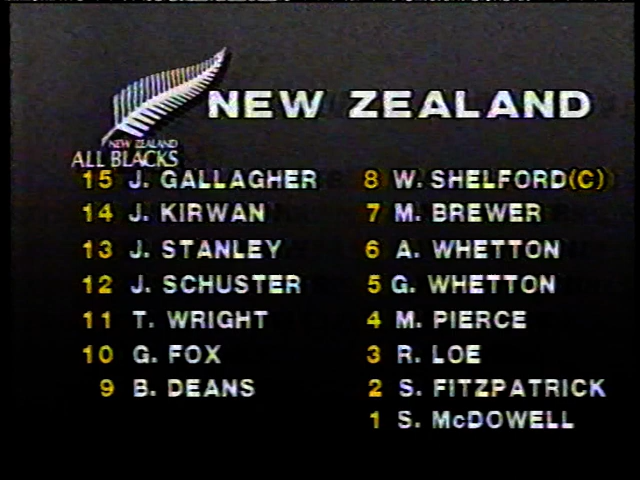 NEW ZEALAND
NEW ZEALAND
ALL BLACKS
15 J. GALLAGHER
14 J. KIRWAN
13 J. STANLEY
12 J. SCHUSTER
11 T. WRIGHT
10 G. FOX
9 B. DEANS
8 W. SHELFORD(C)
7 M. BREWER
6 A. WHETTON
5 G. WHETTON
4 M. PIERCE
3 R. LOE
2 S. FITZPATRICK
1 S. McDOWELL